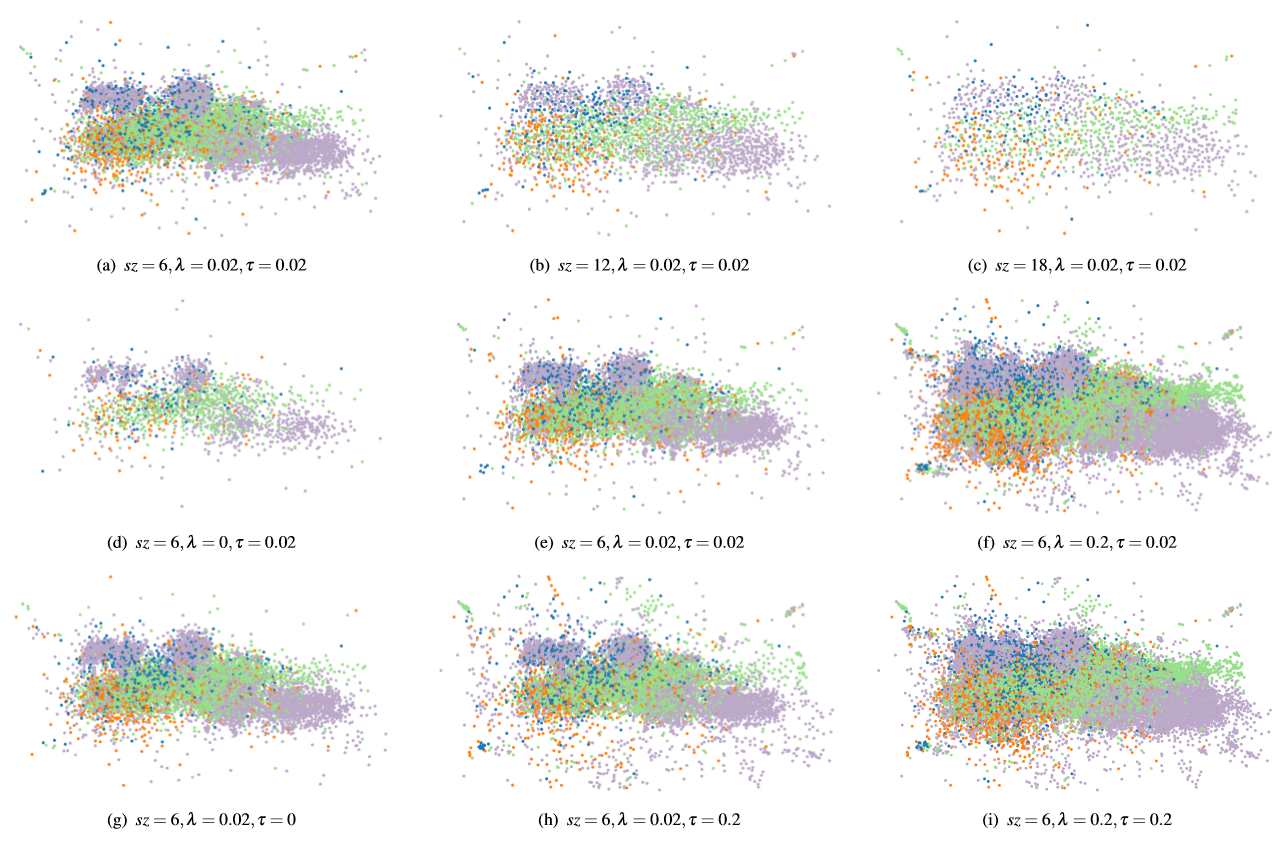 (a) sz = 6, λ = 0.02, τ = 0.02
(b) sz = 12, λ = 0.02, τ = 0.02
(c) sz = 18, λ = 0.02, τ = 0.02
(d) sz = 6, λ = 0, τ = 0.02
(e) sz = 6, λ = 0.02, τ = 0.02
(f) sz = 6, λ = 0.2, τ = 0.02
(g) sz = 6, λ = 0.02, τ = 0
(h) sz = 6, λ = 0.02, τ = 0.2
(i) sz = 6, λ = 0.2, τ = 0.2